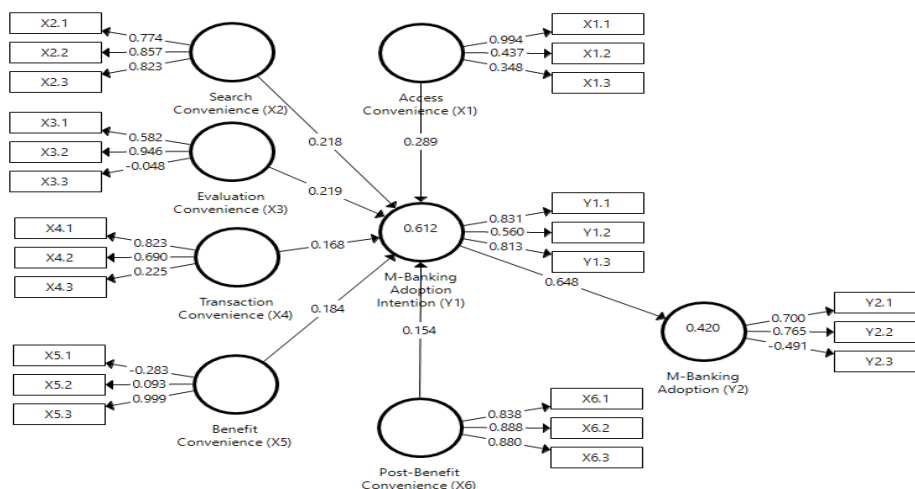 X2.1
0.774
X2.2
0.857
X2.3
0.823
Search
Convenience (X2)
0.218
X1.1
0.994
X1.2
0.437
X1.3
0.348
Access
Convenience (X1)
0.289
X3.1
0.582
X3.2
0.946
X3.3
-0.048
Evaluation
Convenience (X3)
0.219
X4.1
0.823
X4.2
0.690
X4.3
0.225
Transaction
Convenience (X4)
0.168
0.612
M-Banking
Adoption
Intention (Y1)
Y1.1
0.831
Y1.2
0.560
Y1.3
0.813
0.648
X5.1
-0.283
X5.2
0.093
X5.3
0.999
Benefit
Convenience (X5)
0.184
0.154
0.420
M-Banking
Adoption (Y2)
Y2.1
0.700
Y2.2
0.765
Y2.3
-0.491
X6.1
0.838
X6.2
0.888
X6.3
0.880
Post-Benefit
Convenience (X6)